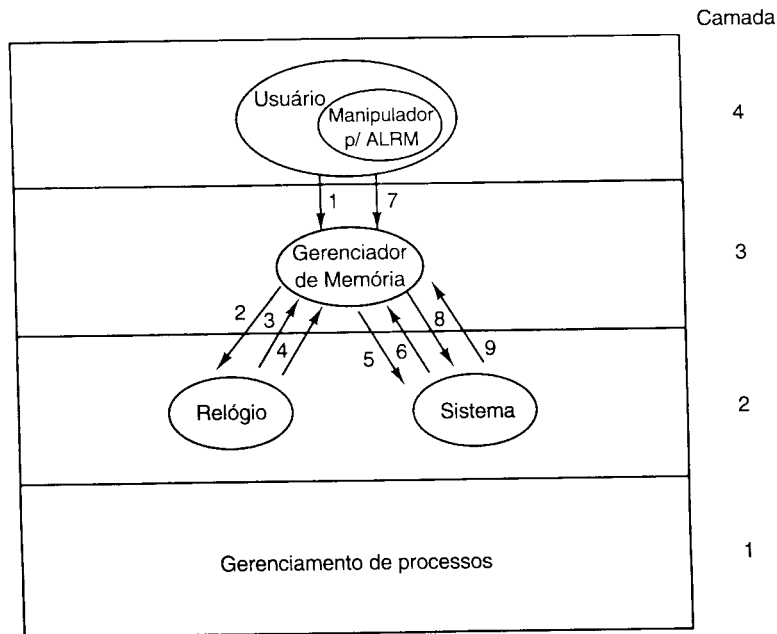 Camada
Usuário
Manipulador
p/ ALRM
4
1
7
Gerenciador
de Memória
3
2
3
4
5
6
8
9
Relógio
Sistema
2
Gerenciamento de processos
1